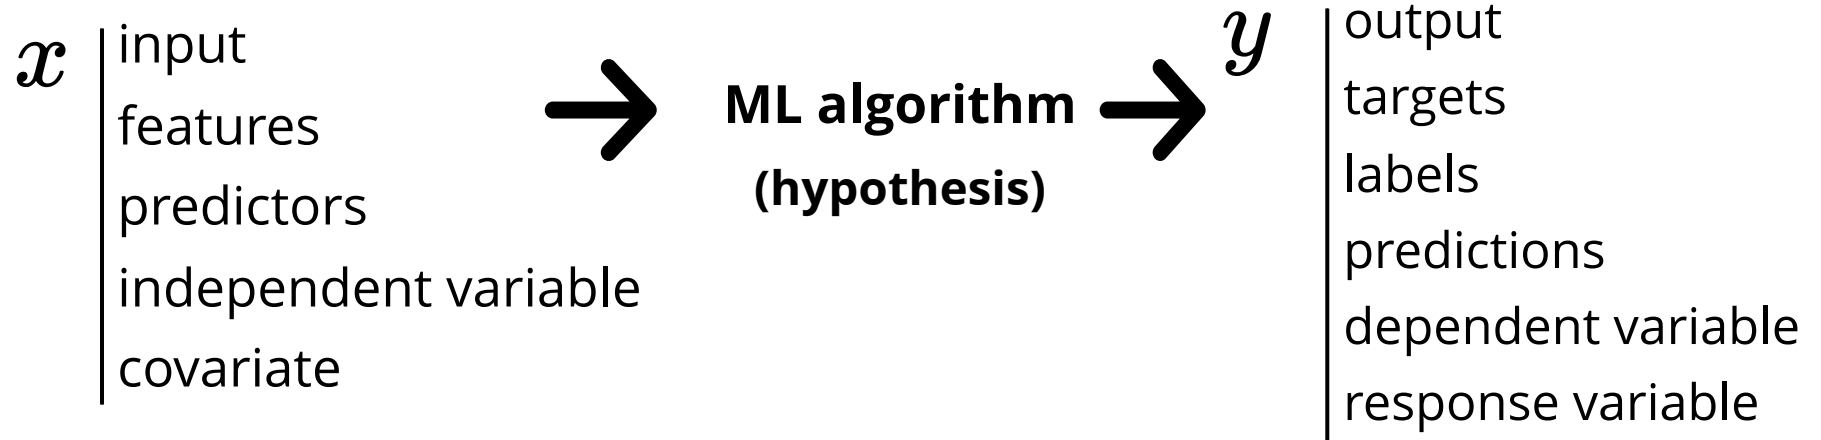 x
input
features
predictors
independent variable
covariate
ML algorithm
(hypothesis)
y
output
targets
labels
predictions
dependent variable
response variable